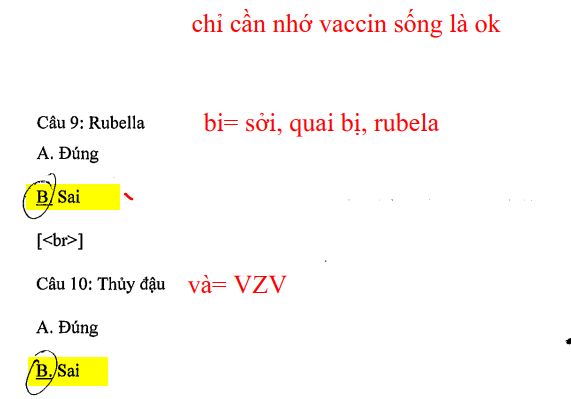 chỉ cần nhớ vaccin sống là ok
Câu 9: Rubella bi= sởi, quai bị, rubela
A. Đúng
B. Sai
[<br>]
Câu 10: Thủy đậu và= VZV
A. Đúng
B. Sai